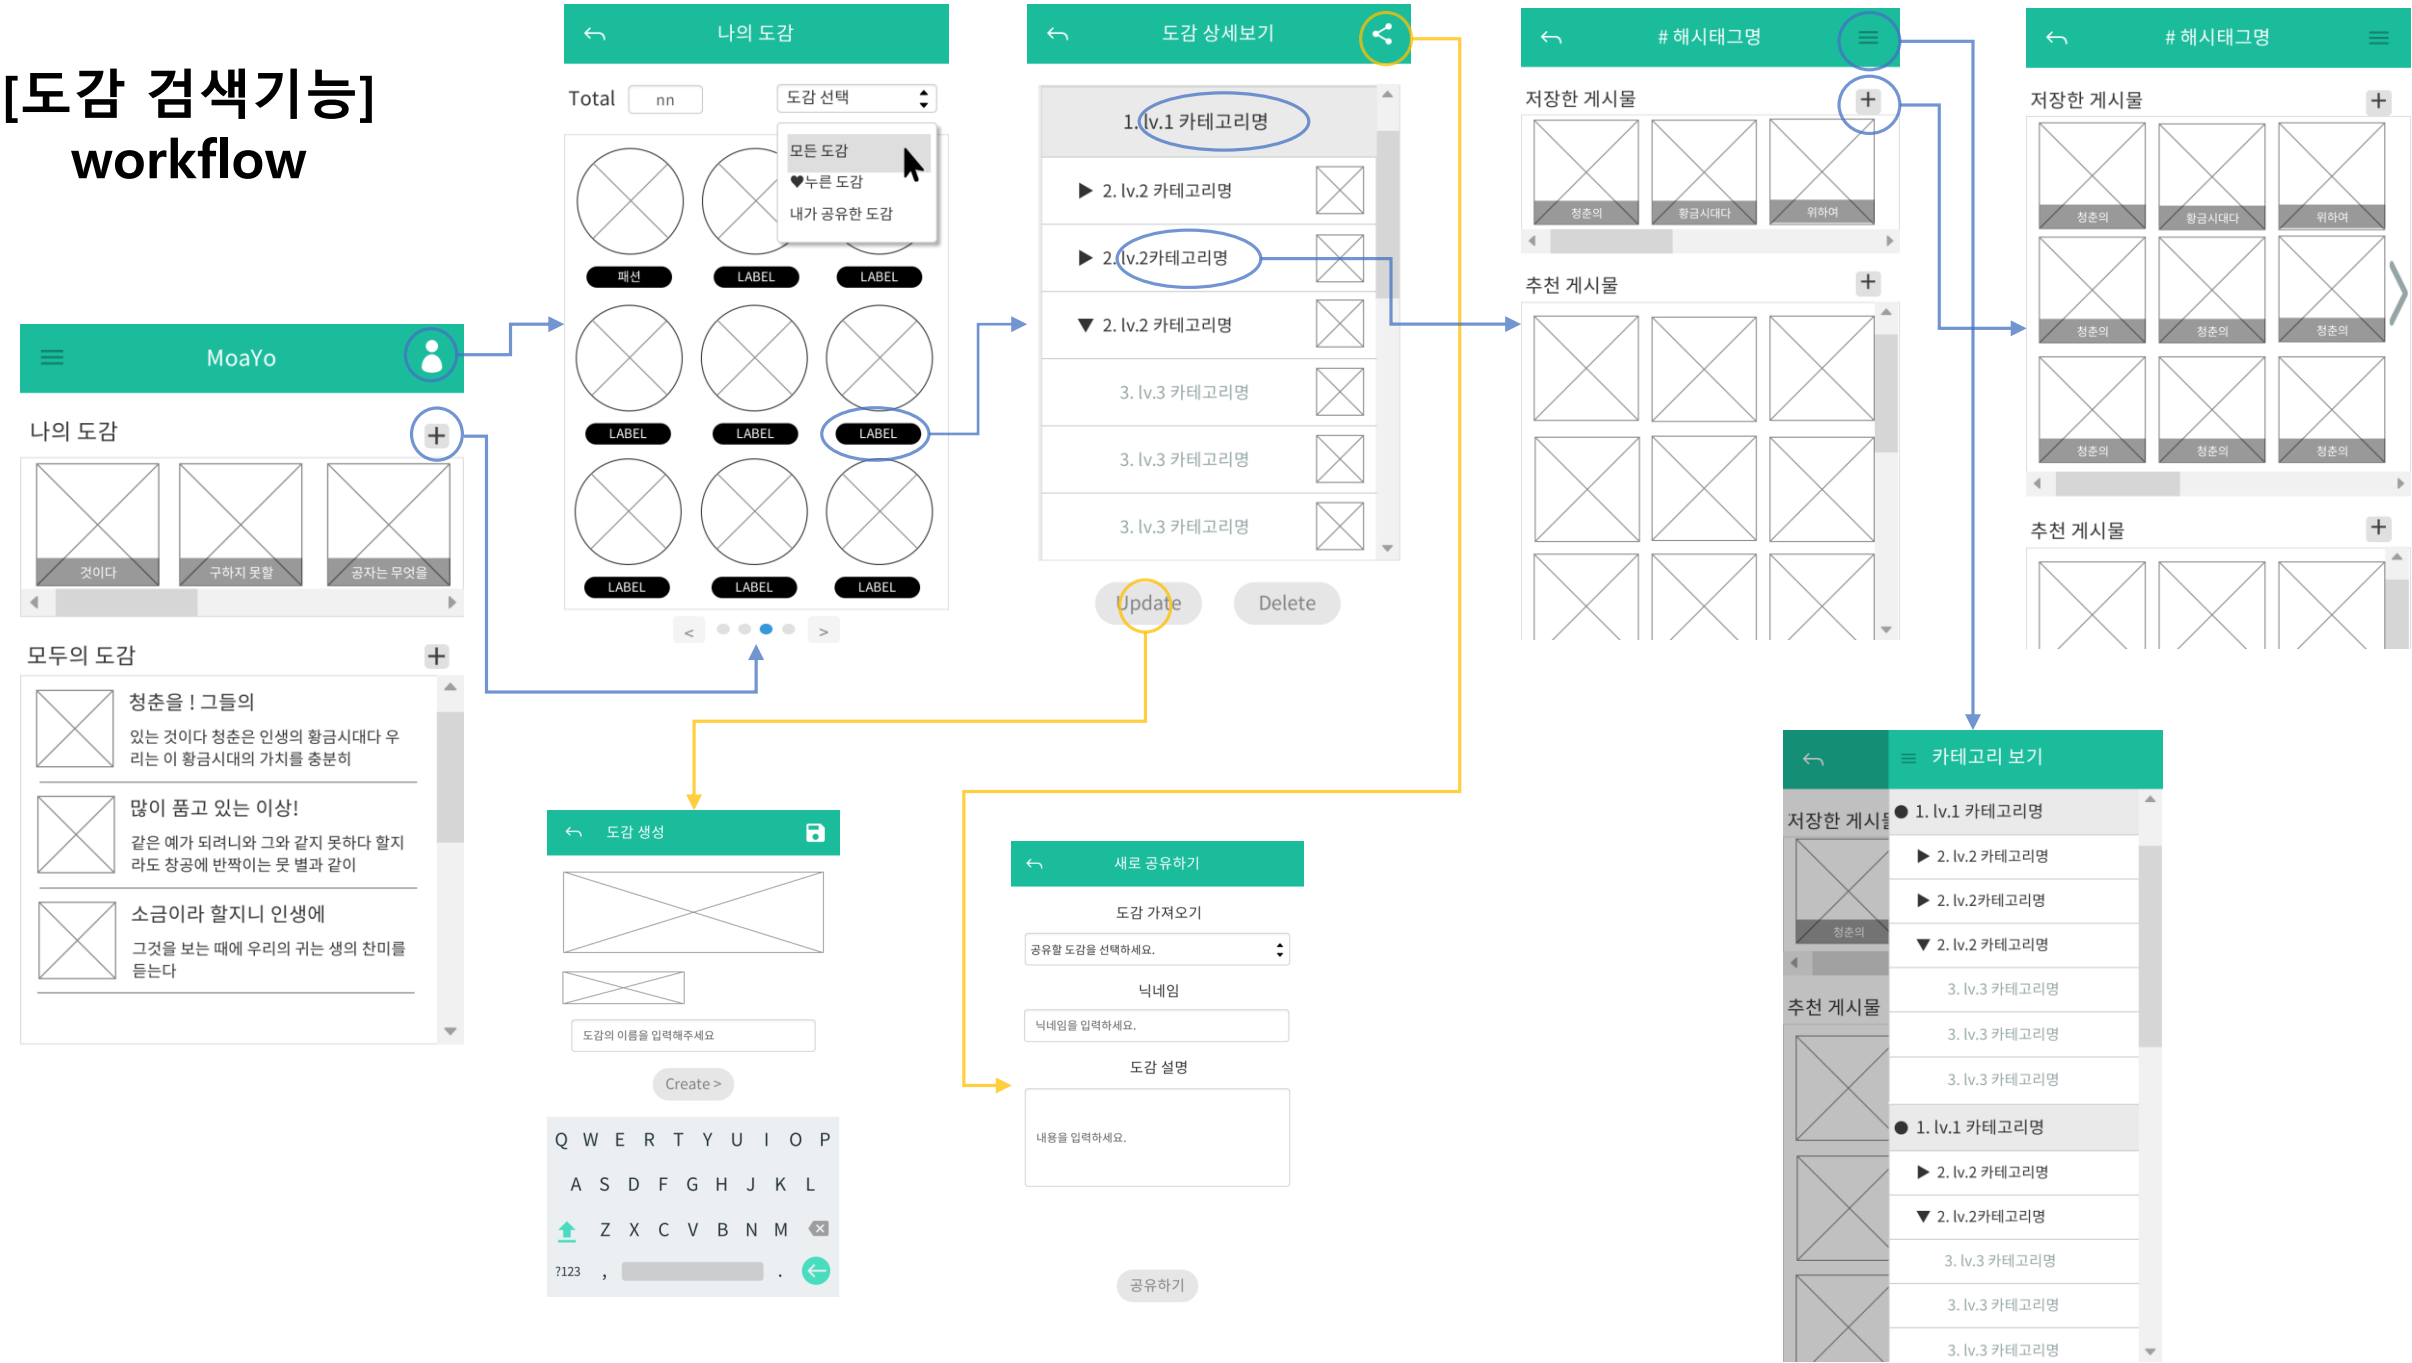 [도감 검색기능]
workflow
MoaYo
나의 도감
+
것이다
구하지 못할
공자는 무엇을
모두의 도감
+
청춘을 ! 그들의
있는 것이다 청춘은 인생의 황금시대다 우
리는 이 황금시대의 가치를 충분히
많이 품고 있는 이상!
같은 예가 되려니와 그와 같지 못하다 할지
라도 창공에 반짝이는 뭇 별과 같이
소금이라 할지니 인생에
그것을 보는 때에 우리의 귀는 생의 찬미를
듣는다
나의 도감
Total
nn
도감 선택
모든 도감
♥누른 도감
내가 공유한 도감
패션
LABEL
LABEL
LABEL
LABEL
LABEL
LABEL
LABEL
LABEL
<
>
도감 상세보기
1. lv.1 카테고리명
▶ 2. lv.2 카테고리명
▶ 2. lv.2카테고리명
▼ 2. lv.2 카테고리명
3. lv.3 카테고리명
3. lv.3 카테고리명
3. lv.3 카테고리명
Update
Delete
# 해시태그명
저장한 게시물
+
청춘의
황금시대다
위하여
추천 게시물
+
# 해시태그명
저장한 게시물
+
청춘의
황금시대다
위하여
청춘의
청춘의
청춘의
청춘의
청춘의
청춘의
추천 게시물
+
도감 생성
도감의 이름을 입력해주세요
Create >
Q W E R T Y U I O P
A S D F G H J K L
Z X C V B N M
?123 , .
새로 공유하기
도감 가져오기
공유할 도감을 선택하세요.
닉네임
닉네임을 입력하세요.
도감 설명
내용을 입력하세요.
공유하기
저장한 게시물
청춘의
추천 게시물
카테고리 보기
● 1. lv.1 카테고리명
▶ 2. lv.2 카테고리명
▶ 2. lv.2카테고리명
▼ 2. lv.2 카테고리명
3. lv.3 카테고리명
3. lv.3 카테고리명
3. lv.3 카테고리명
● 1. lv.1 카테고리명
▶ 2. lv.2 카테고리명
▼ 2. lv.2카테고리명
3. lv.3 카테고리명
3. lv.3 카테고리명
3. lv.3 카테고리명